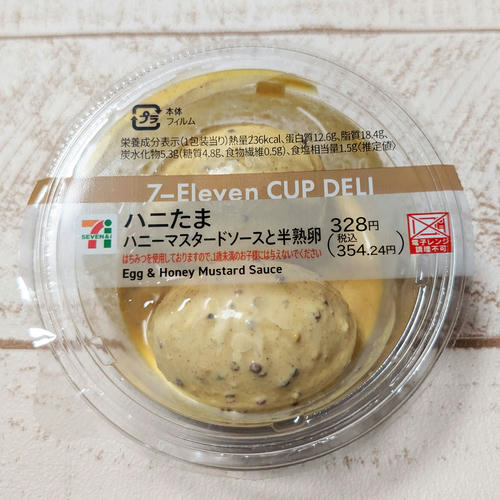 プラ
本体
フィルム
栄養成分表示(1包装当り)熱量236kcal、蛋白質12.6g、脂質18.4g、
炭水化物5.3g(糖質4.8g、食物繊維0.5g)、食塩相当量1.5g(推定値)
7-Eleven CUP DELI
7
SEVEN&i
ハニたま
ハニーマスタードソースと半熟卵
328円
(税込
354.24円)
はちみつを使用しておりますので、1歳未満のお子様には与えないでください
Egg & Honey Mustard Sauce
電子レンジ
調理不可